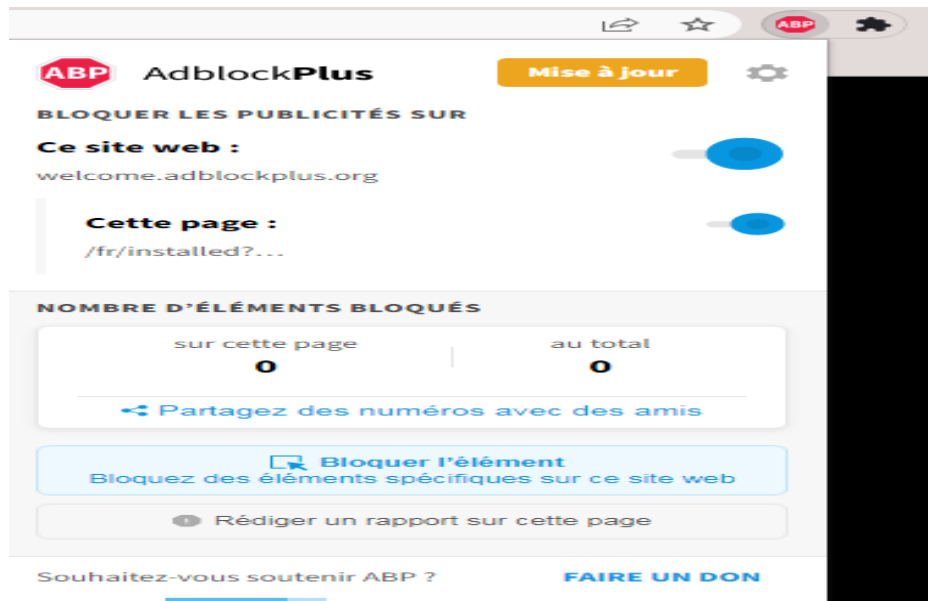 ABP
ABP AdblockPlus Mise à jour
BLOQUER LES PUBLICITÉS SUR
Ce site web :
welcome.adblockplus.org
Cette page :
/fr/installed?...
NOMBRE D’ÉLÉMENTS BLOQUÉS
sur cette page au total
0 0
Partagez des numéros avec des amis
Bloquer l’élément
Bloquez des éléments spécifiques sur ce site web
Rédiger un rapport sur cette page
Souhaitez-vous soutenir ABP ? FAIRE UN DON